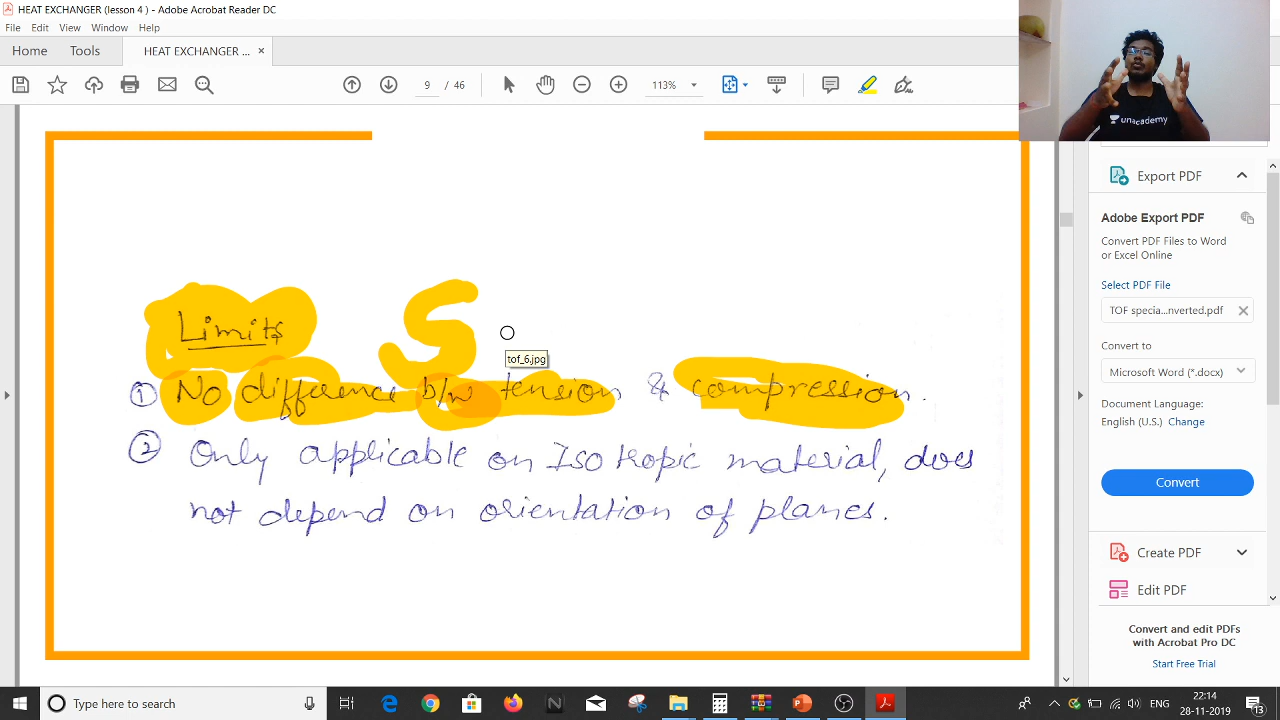 HEAT EXCHANGER (lesson 4 ) - Adobe Acrobat Reader DC
File Edit View Window Help
Home Tools HEAT EXCHANGER ... ×
9 / 46 113%
unacademy
Export PDF
Adobe Export PDF
Convert PDF Files to Word
or Excel Online
Select PDF File
TOF specia...nverted.pdf
Convert to
Microsoft Word (*.docx)
Document Language:
English (U.S.) Change
Convert
Create PDF
Edit PDF
Convert and edit PDFs
with Acrobat Pro DC
Start Free Trial
Limits S
tof_6.jpg
① No difference b/w tension & compression.
② Only applicable on Isotropic material, does
not depend on orientation of planes.
Type here to search
ENG
22:14
28-11-2019
13